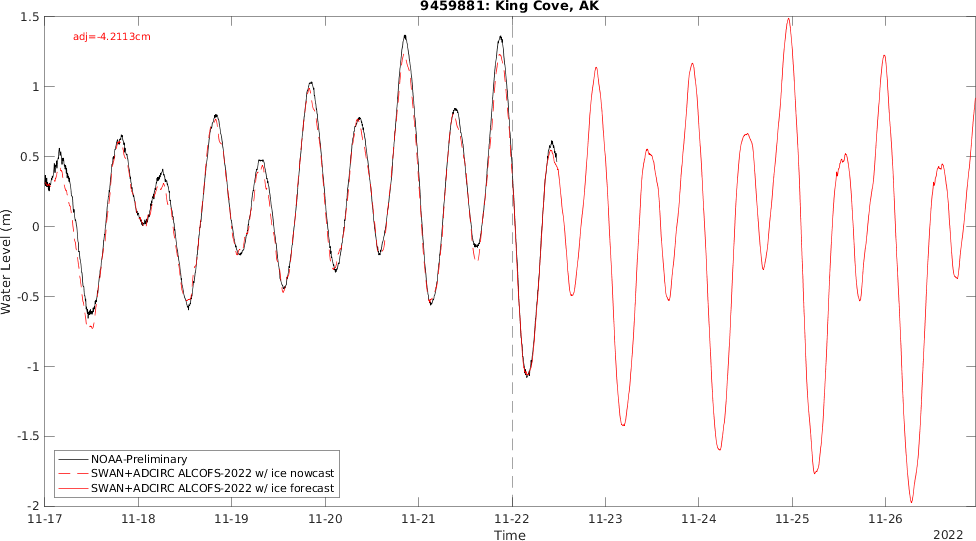 9459881: King Cove, AK
adj=-4.2113cm
1.5
1
0.5
0
-0.5
-1
-1.5
-2
Water Level (m)
NOAA-Preliminary
SWAN+ADCIRC ALCOFS-2022 w/ ice nowcast
SWAN+ADCIRC ALCOFS-2022 w/ ice forecast
11-17 11-18 11-19 11-20 11-21 11-22 11-23 11-24 11-25 11-26
Time
2022